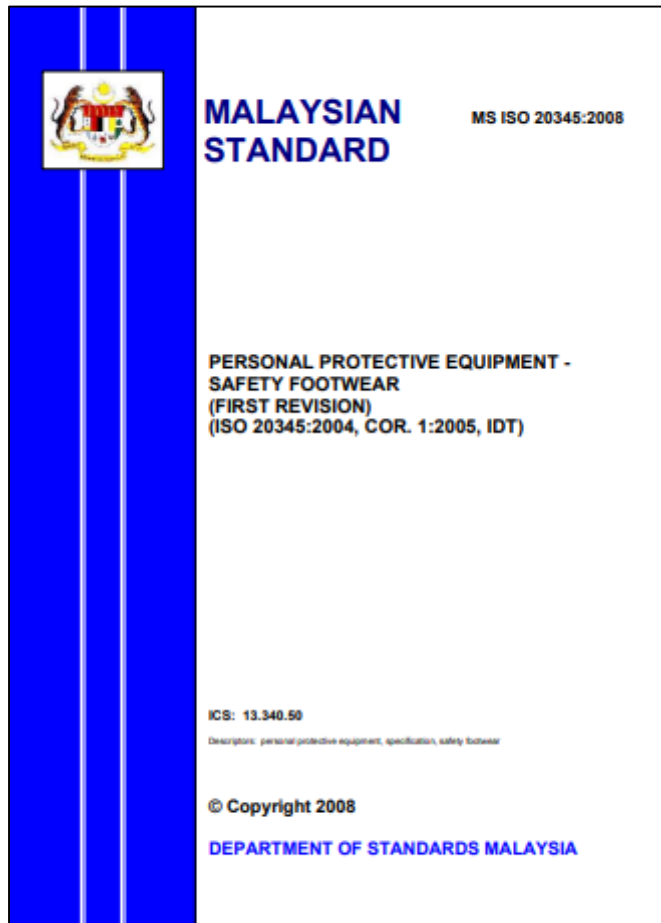 MALAYSIAN
STANDARD
MS ISO 20345:2008
PERSONAL PROTECTIVE EQUIPMENT -
SAFETY FOOTWEAR
(FIRST REVISION)
(ISO 20345:2004, COR. 1:2005, IDT)
ICS: 13.340.50
Descriptors: personal protective equipment, specification, safety footwear
© Copyright 2008
DEPARTMENT OF STANDARDS MALAYSIA